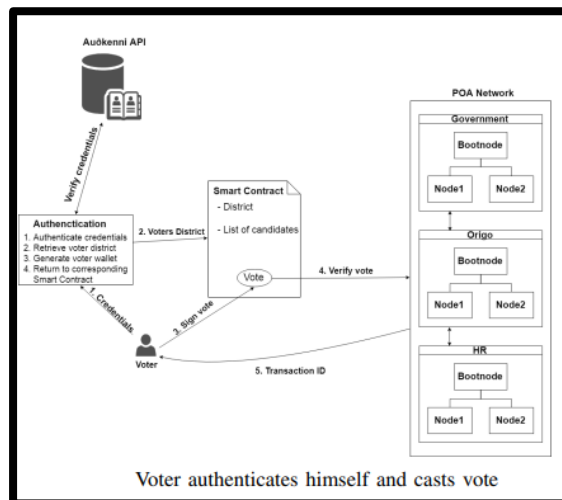 Auðkenni API
Verify credentials
Authenctication
1. Authenticate credentials
2. Retrieve voter district
3. Generate voter wallet
4. Return to corresponding
Smart Contract
2. Voters District
Smart Contract
- District
- List of candidates
Vote
1. Credentials
3. Sign vote
Voter
4. Verify vote
5. Transaction ID
POA Network
Government
Bootnode
Node1
Node2
Origo
Bootnode
Node1
Node2
HR
Bootnode
Node1
Node2
Voter authenticates himself and casts vote